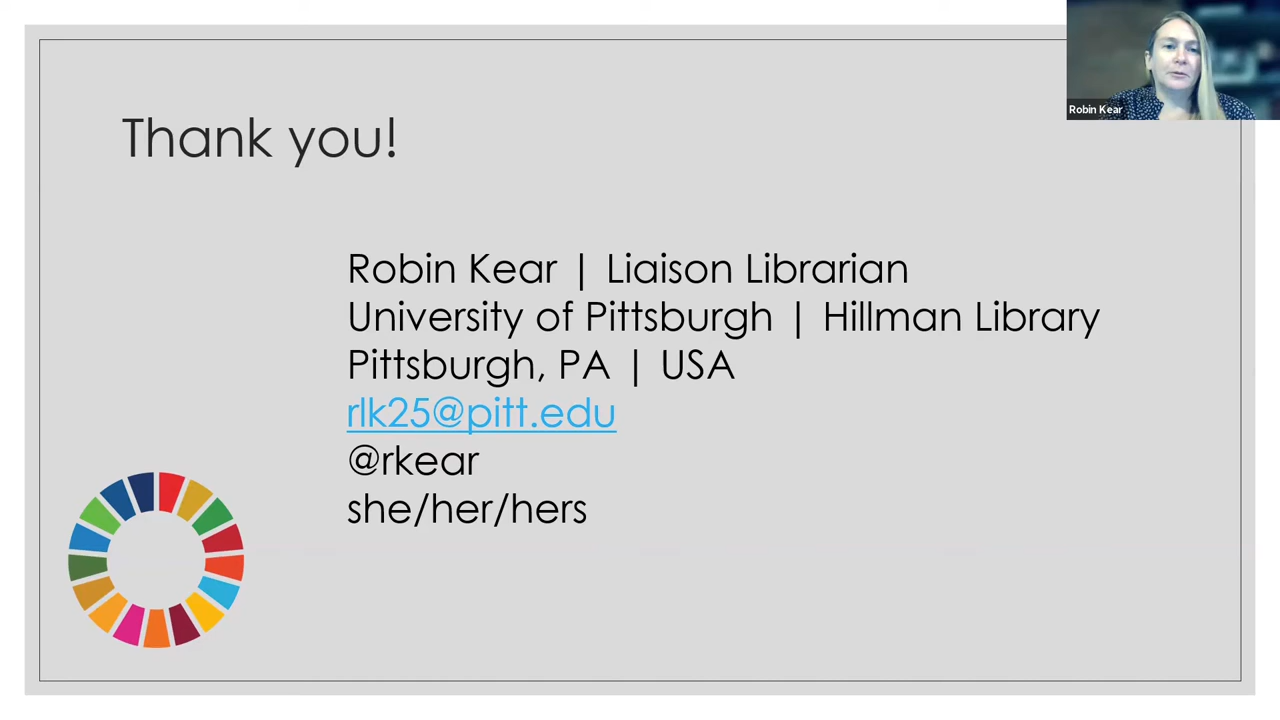 Robin Kear
Thank you!
Robin Kear | Liaison Librarian
University of Pittsburgh | Hillman Library
Pittsburgh, PA | USA
rlk25@pitt.edu
@rkear
she/her/hers